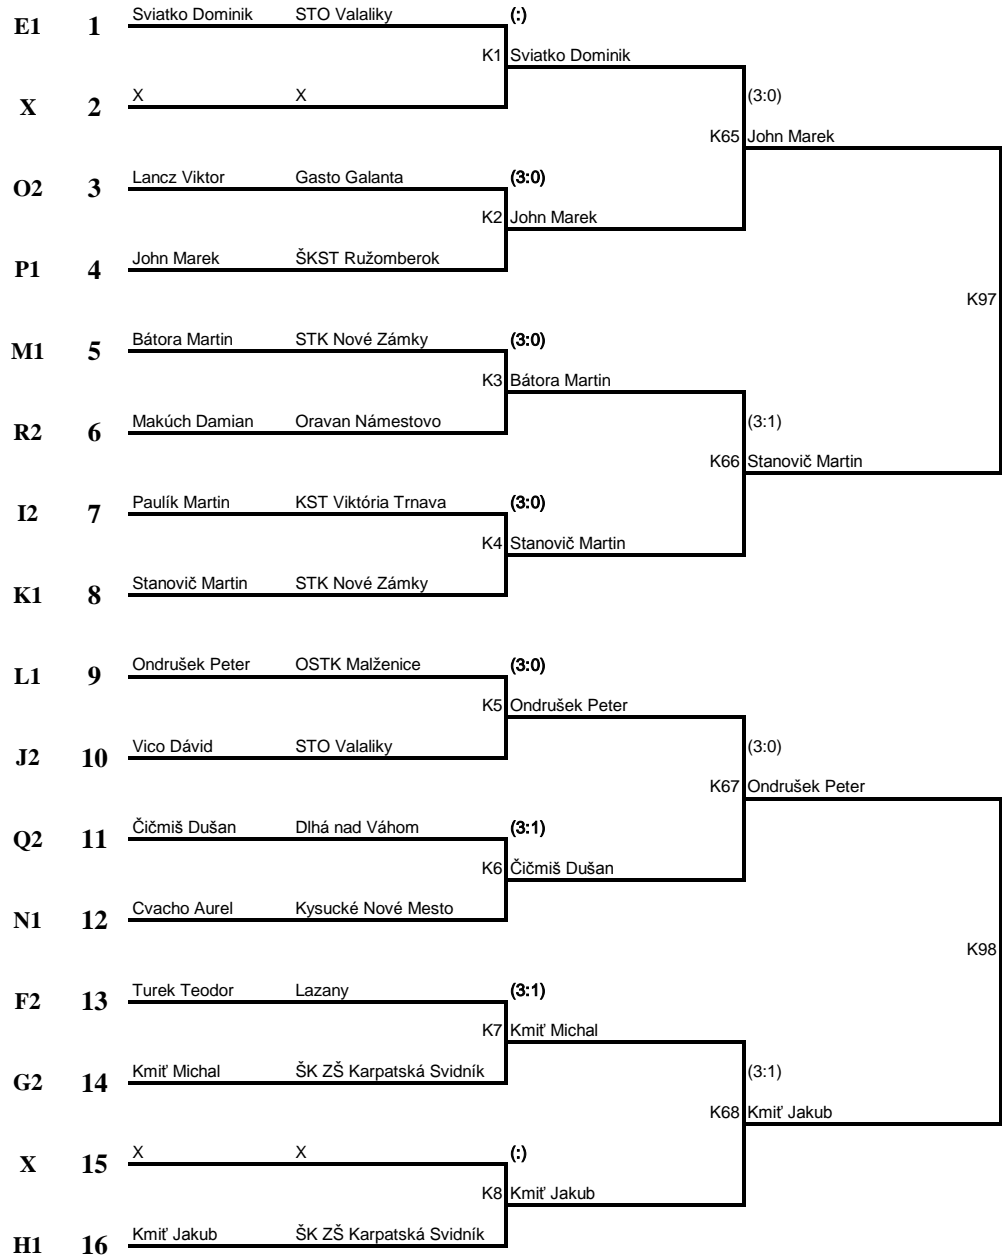 E1 1 Sviatko Dominik STO Valaliky (:)
K1 Sviatko Dominik
X 2 X X (3:0)
K65 John Marek
O2 3 Lancz Viktor Gasto Galanta (3:0)
K2 John Marek
P1 4 John Marek ŠKST Ružomberok
K97
M1 5 Bátora Martin STK Nové Zámky (3:0)
K3 Bátora Martin
R2 6 Makúch Damian Oravan Námestovo (3:1)
K66 Stanovič Martin
I2 7 Paulík Martin KST Viktória Trnava (3:0)
K4 Stanovič Martin
K1 8 Stanovič Martin STK Nové Zámky
L1 9 Ondrušek Peter OSTK Malženice (3:0)
K5 Ondrušek Peter
J2 10 Vico Dávid STO Valaliky (3:0)
K67 Ondrušek Peter
Q2 11 Čičmiš Dušan Dlhá nad Váhom (3:1)
K6 Čičmiš Dušan
N1 12 Cvacho Aurel Kysucké Nové Mesto
K98
F2 13 Turek Teodor Lazany (3:1)
K7 Kmiť Michal
G2 14 Kmiť Michal ŠK ZŠ Karpatská Svidník (3:1)
K68 Kmiť Jakub
X 15 X X (:)
K8 Kmiť Jakub
H1 16 Kmiť Jakub ŠK ZŠ Karpatská Svidník